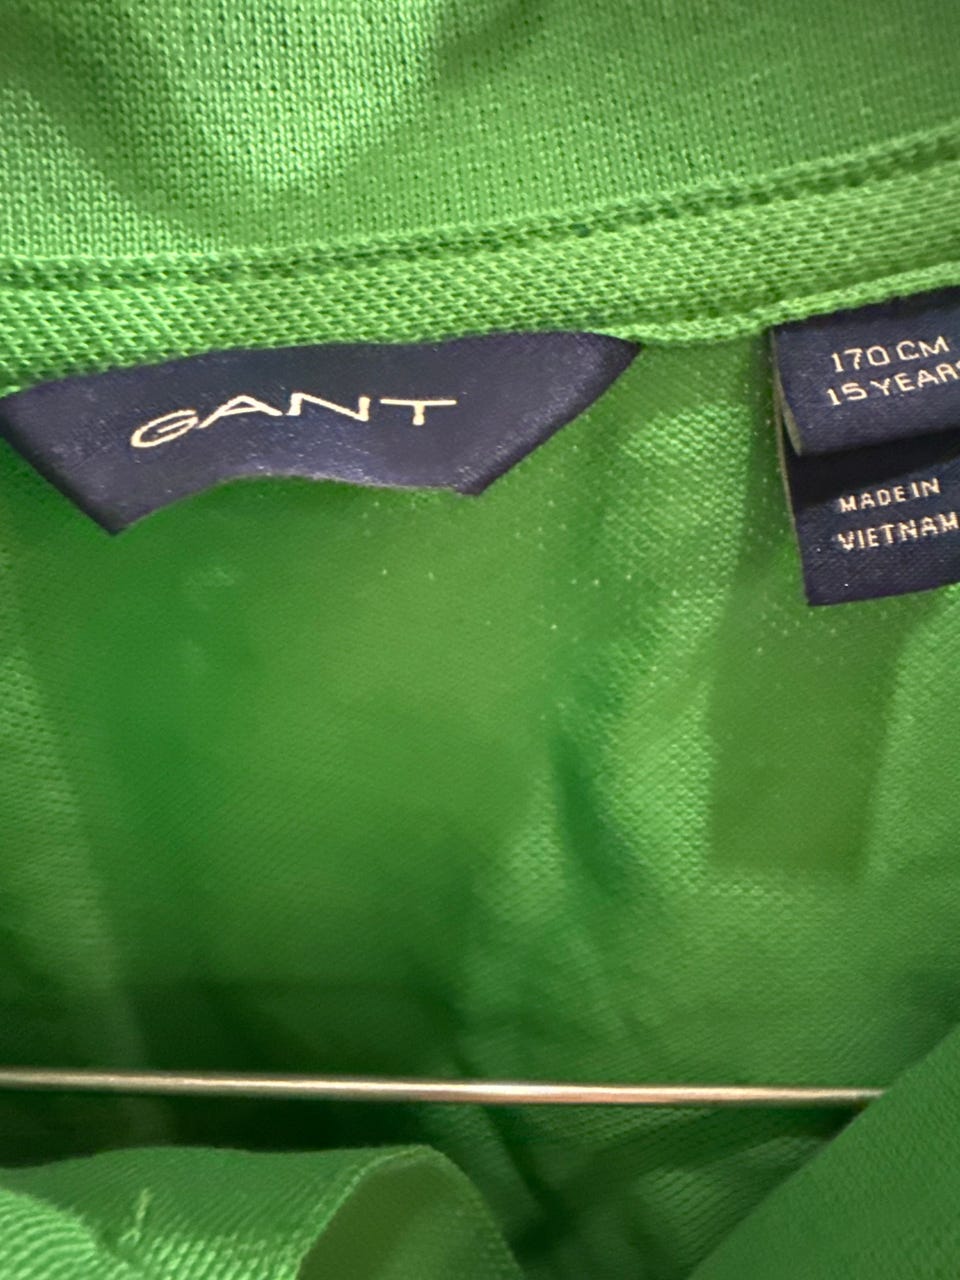 GANT
170 CM
15 YEARS
MADE IN
VIETNAM